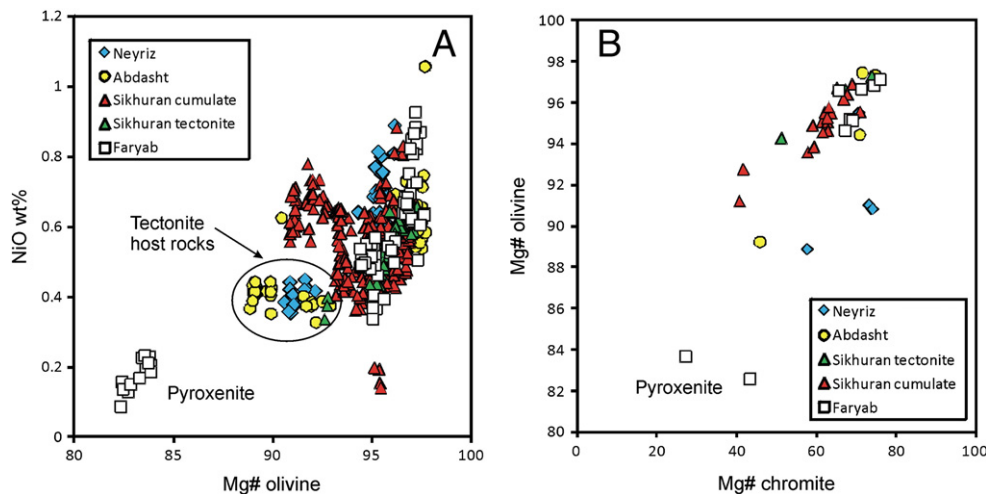 A
NiO wt%
1.2
1
0.8
0.6
0.4
0.2
0
Neyriz
Abdasht
Sikhuran cumulate
Sikhuran tectonite
Faryab
Tectonite
host rocks
Pyroxenite
80 85 90 95 100
Mg# olivine
B
Mg# olivine
100
98
96
94
92
90
88
86
84
82
80
Neyriz
Abdasht
Sikhuran tectonite
Sikhuran cumulate
Faryab
Pyroxenite
0 20 40 60 80 100
Mg# chromite